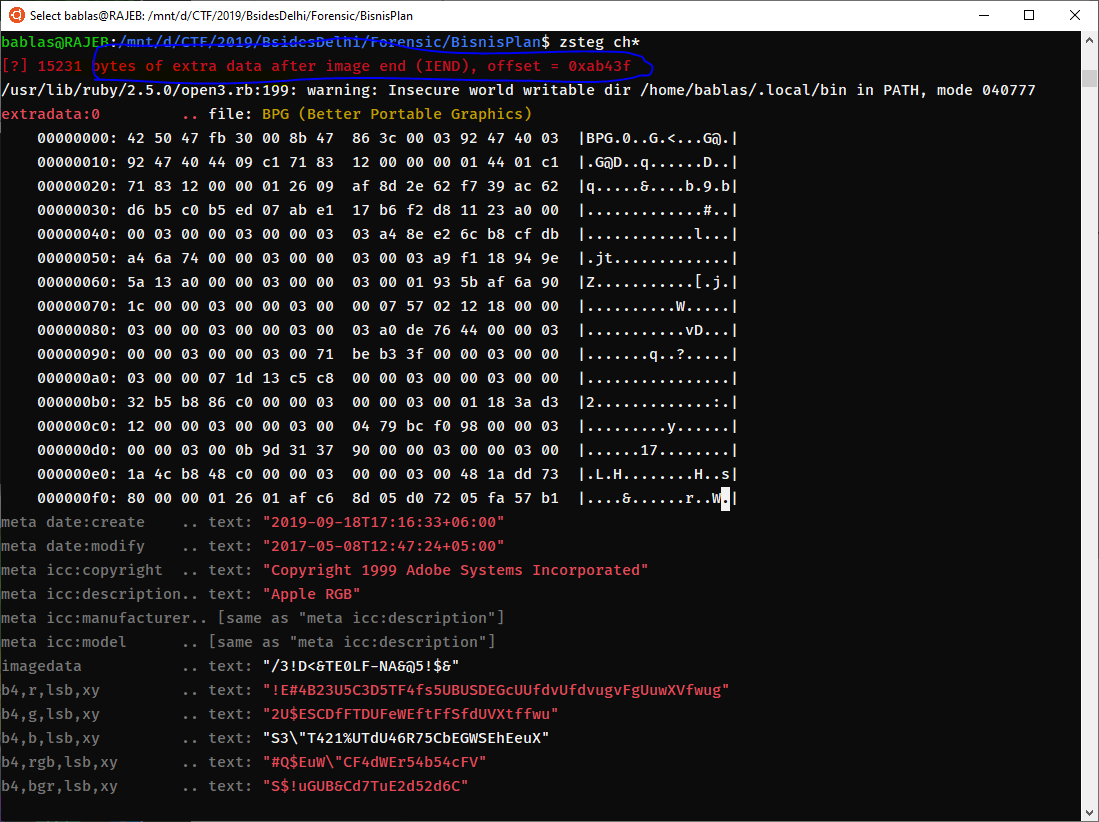 Select bablas@RAJEB: /mnt/d/CTF/2019/BsidesDelhi/Forensic/BisnisPlan
bablas@RAJEB:/mnt/d/CTF/2019/BsidesDelhi/Forensic/BisnisPlan$ zsteg ch*
[?] 15231 bytes of extra data after image end (IEND), offset = 0xab43f
/usr/lib/ruby/2.5.0/open3.rb:199: warning: Insecure world writable dir /home/bablas/.local/bin in PATH, mode 040777
extradata:0         .. file: BPG (Better Portable Graphics)
    00000000: 42 50 47 fb 30 00 8b 47  86 3c 00 03 92 47 40 03  |BPG.0..G.<...G@.|
    00000010: 92 47 40 44 09 c1 71 83  12 00 00 00 01 44 01 c1  |.G@D..q......D..|
    00000020: 71 83 12 00 00 01 26 09  af 8d 2e 62 f7 39 ac 62  |q.....&....b.9.b|
    00000030: d6 b5 c0 b5 ed 07 ab e1  17 b6 f2 d8 11 23 a0 00  |.............#..|
    00000040: 00 03 00 00 03 00 00 03  03 a4 8e e2 6c b8 cf db  |............l...|
    00000050: a4 6a 74 00 00 03 00 00  03 00 03 a9 f1 18 94 9e  |.jt.............|
    00000060: 5a 13 a0 00 00 03 00 00  03 00 01 93 5b af 6a 90  |Z...........[.j.|
    00000070: 1c 00 00 03 00 00 03 00  00 07 57 02 12 18 00 00  |..........W.....|
    00000080: 03 00 00 03 00 00 03 00  03 a0 de 76 44 00 00 03  |...........vD...|
    00000090: 00 00 03 00 00 03 00 71  be b3 3f 00 00 03 00 00  |.......q..?.....|
    000000a0: 03 00 00 07 1d 13 c5 c8  00 00 03 00 00 03 00 00  |................|
    000000b0: 32 b5 b8 86 c0 00 00 03  00 00 03 00 01 18 3a d3  |2.............:.|
    000000c0: 12 00 00 03 00 00 03 00  04 79 bc f0 98 00 00 03  |.........y......|
    000000d0: 00 00 03 00 0b 9d 31 37  90 00 00 03 00 00 03 00  |......17........|
    000000e0: 1a 4c b8 48 c0 00 00 03  00 00 03 00 48 1a dd 73  |.L.H........H..s|
    000000f0: 80 00 00 01 26 01 af c6  8d 05 d0 72 05 fa 57 b1  |....&......r..W.|
meta date:create    .. text: "2019-09-18T17:16:33+06:00"
meta date:modify    .. text: "2017-05-08T12:47:24+05:00"
meta icc:copyright  .. text: "Copyright 1999 Adobe Systems Incorporated"
meta icc:description.. text: "Apple RGB"
meta icc:manufacturer.. [same as "meta icc:description"]
meta icc:model      .. [same as "meta icc:description"]
imagedata           .. text: "/3!D<&TE0LF-NA&@5!$&"
b4,r,lsb,xy         .. text: "!E#4B23U5C3D5TF4fs5UBUSDEGcUUfdvUfdvugvFgUuwXVfwug"
b4,g,lsb,xy         .. text: "2U$ESCDfFTDUFeWEftFfSfdUVXtffwu"
b4,b,lsb,xy         .. text: "S3\"T421%UTdU46R75CbEGWSEhEeuX"
b4,rgb,lsb,xy       .. text: "#Q$EuW\"CF4dWEr54b54cFV"
b4,bgr,lsb,xy       .. text: "S$!uGUB&Cd7TuE2d52d6C"